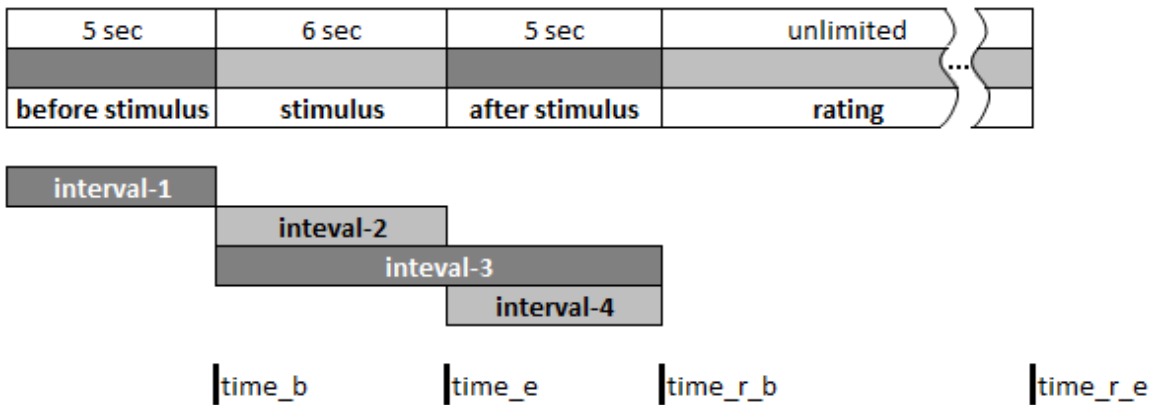 5 sec 6 sec 5 sec unlimited
...
before stimulus stimulus after stimulus rating
interval-1
inteval-2
inteval-3
interval-4
time_b time_e time_r_b time_r_e